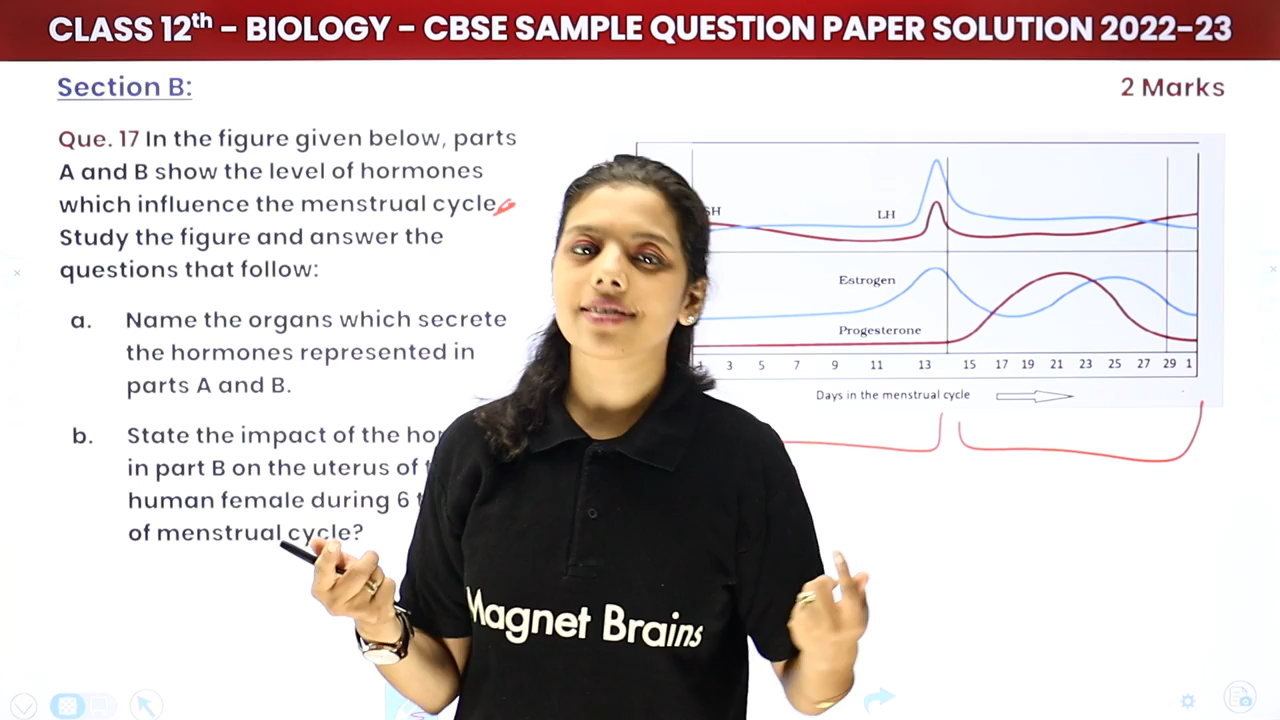 CLASS 12th – BIOLOGY – CBSE SAMPLE QUESTION PAPER SOLUTION 2022–23
Section B:
2 Marks
Que. 17 In the figure given below, parts
A and B show the level of hormones
which influence the menstrual cycle
Study the figure and answer the
questions that follow:
a. Name the organs which secrete
the hormones represented in
parts A and B.
b. State the impact of the
in part B on the uterus of
human female during 6
of menstrual cycle?
LH
Estrogen
Progesterone
1 3 5 7 9 11 13 15 17 19 21 23 25 27 29 1
Days in the menstrual cycle
Magnet Brains